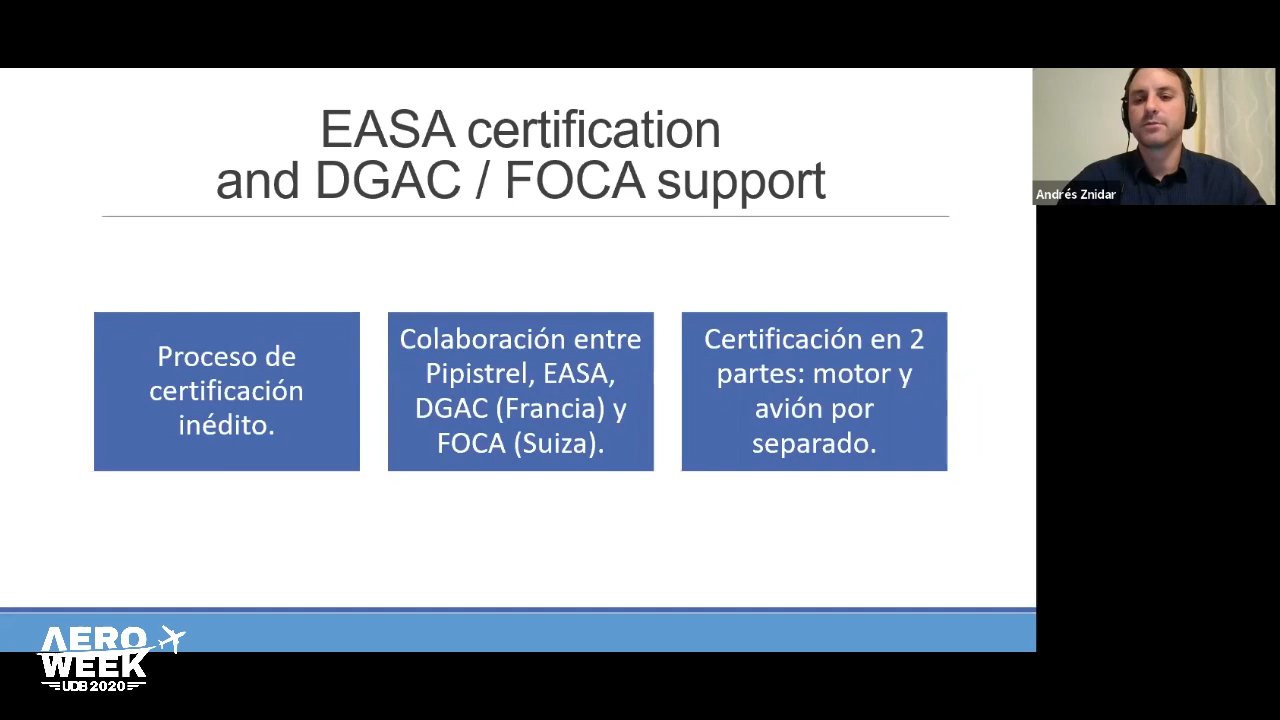 EASA certification
and DGAC / FOCA support
Andrés Znidar
Proceso de
certificación
inédito.
Colaboración entre
Pipistrel, EASA,
DGAC (Francia) y
FOCA (Suiza).
Certificación en 2
partes: motor y
avión por
separado.
AERO
WEEK
UDB 2020